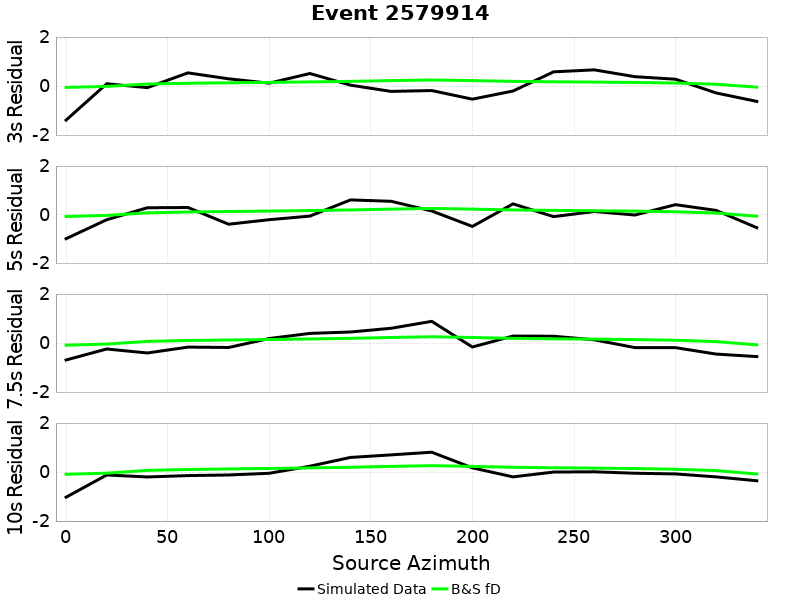 Event 2579914
3s Residual
2
0
-2
5s Residual
2
0
-2
7.5s Residual
2
0
-2
10s Residual
2
0
-2
0 50 100 150 200 250 300
Source Azimuth
Simulated Data B&S fD